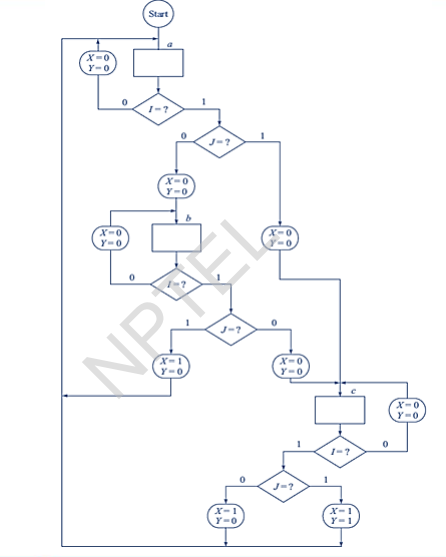 Start
a
X = 0
Y = 0
I = ?
0
1
J = ?
0
1
X = 0
Y = 0
b
X = 0
Y = 0
X = 0
Y = 0
I = ?
0
1
J = ?
1
0
X = 1
Y = 0
X = 0
Y = 0
c
X = 0
Y = 0
I = ?
1
0
J = ?
0
1
X = 1
Y = 0
X = 1
Y = 1
NPTEL